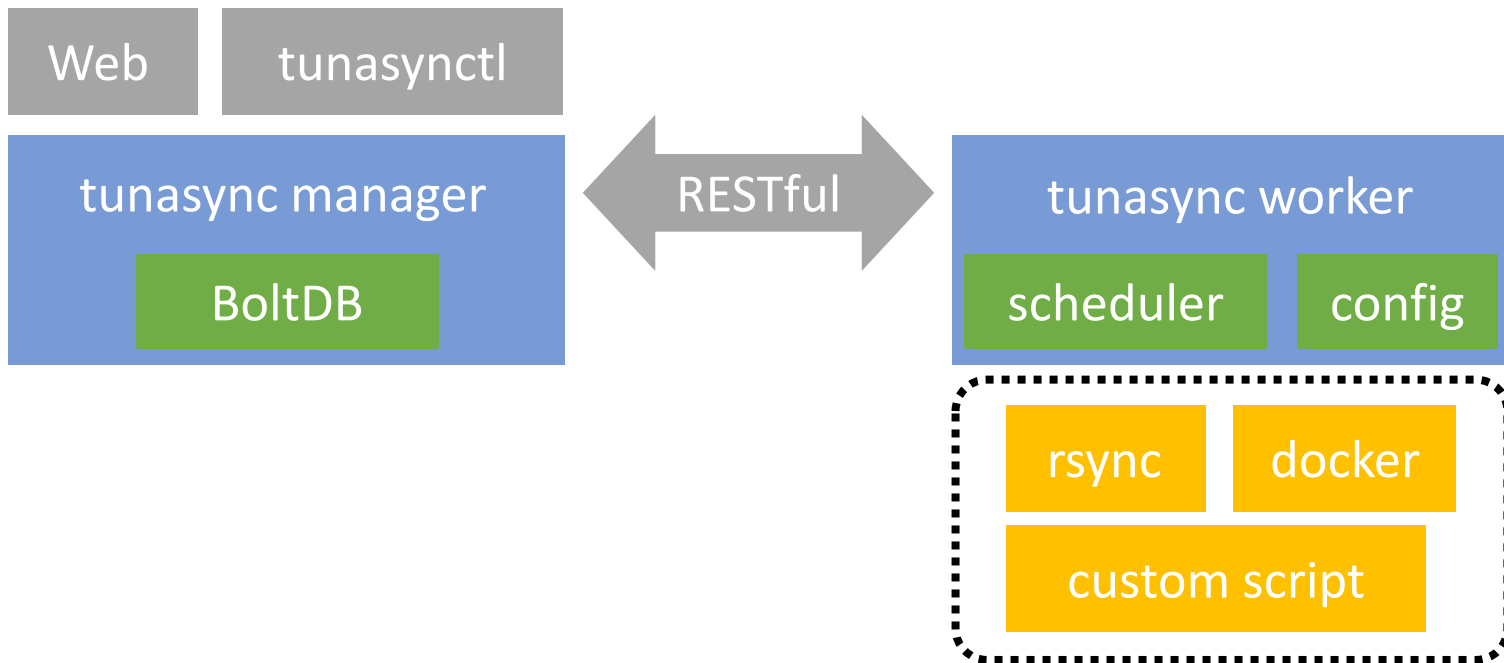 Web
tunasynctl
tunasync manager
BoltDB
RESTful
tunasync worker
scheduler
config
rsync
docker
custom script